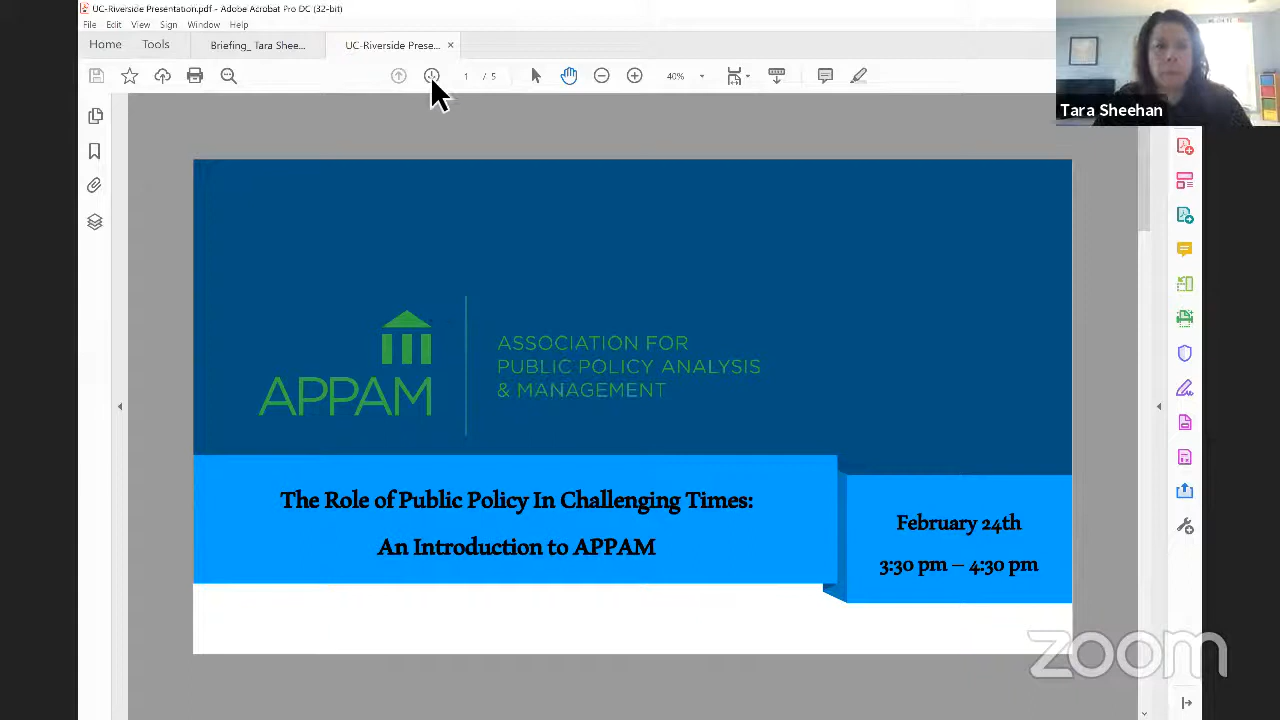 UC-Riverside Presentation.pdf - Adobe Acrobat Pro DC (32-bit)
File Edit View Sign Window Help
Home Tools Briefing_ Tara Shee... UC-Riverside Prese... ×
1 / 5 40%
Tara Sheehan
APPAM
ASSOCIATION FOR
PUBLIC POLICY ANALYSIS
& MANAGEMENT
The Role of Public Policy In Challenging Times:
An Introduction to APPAM
February 24th
3:30 pm – 4:30 pm
zoom